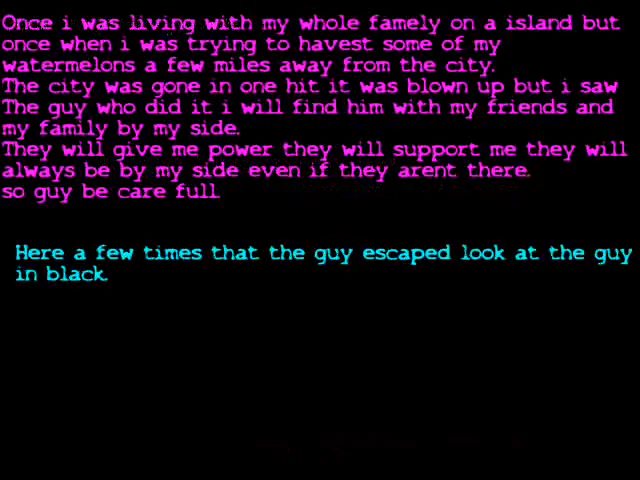 Once i was living with my whole famely on a island but
once when i was trying to havest some of my
watermelons a few miles away from the city.
The city was gone in one hit it was blown up but i saw
The guy who did it i will find him with my friends and
my family by my side.
They will give me power they will support me they will
always be by my side even if they arent there.
so guy be care full
Here a few times that the guy escaped look at the guy
in black.